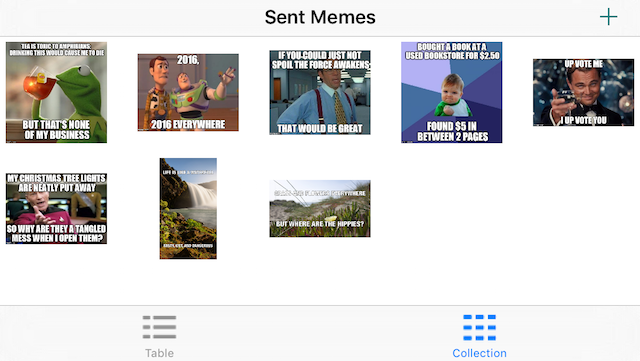 Sent Memes
+
TEA IS TOXIC TO AMPHIBIANS;
DRINKING THIS WOULD CAUSE ME TO DIE
BUT THAT'S NONE
OF MY BUSINESS
2016,
2016 EVERYWHERE
IF YOU COULD JUST NOT
SPOIL THE FORCE AWAKENS
THAT WOULD BE GREAT
BOUGHT A BOOK AT A
USED BOOKSTORE FOR $2.50
FOUND $5 IN
BETWEEN 2 PAGES
UP VOTE ME
I UP VOTE YOU
MY CHRISTMAS TREE LIGHTS
ARE NEATLY PUT AWAY
SO WHY ARE THEY A TANGLED
MESS WHEN I OPEN THEM?
LIFE IS LIKE A
AND DANGEROUS
EVERYWHERE
BUT WHERE ARE THE HIPPIES?
Table
Collection